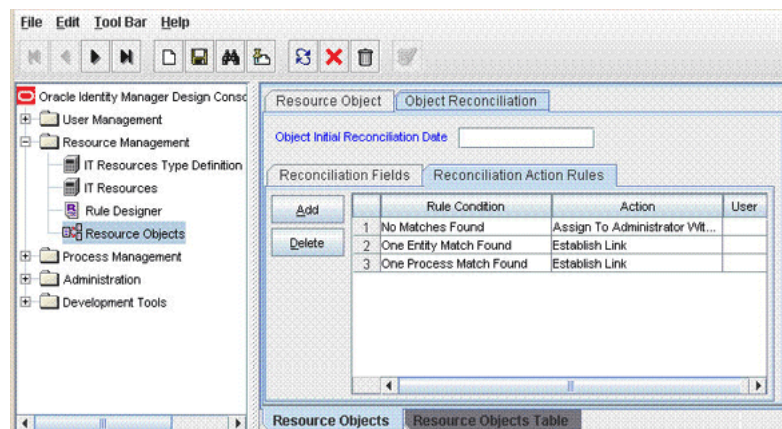 File Edit Tool Bar Help
Oracle Identity Manager Design Consc
User Management
Resource Management
IT Resources Type Definition
IT Resources
Rule Designer
Resource Objects
Process Management
Administration
Development Tools
Resource Object Object Reconciliation
Object Initial Reconciliation Date
Reconciliation Fields Reconciliation Action Rules
Add
Delete
Rule Condition Action User
1 No Matches Found Assign To Administrator Wit...
2 One Entity Match Found Establish Link
3 One Process Match Found Establish Link
Resource Objects Resource Objects Table